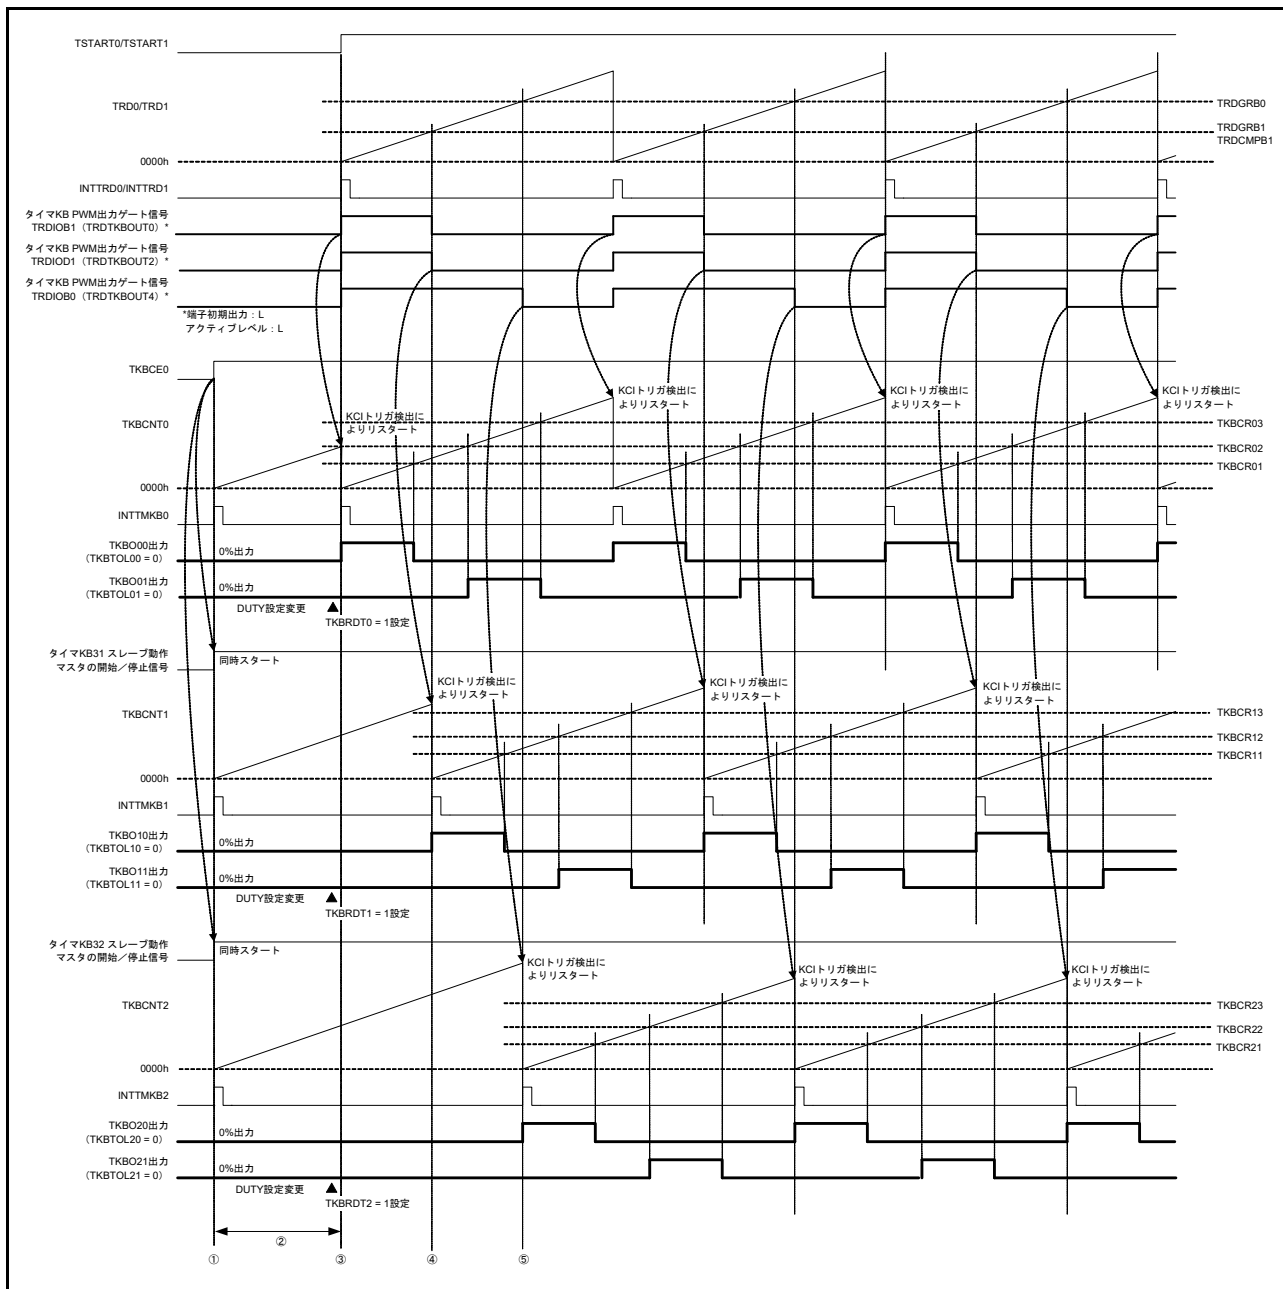 TSTART0/TSTART1
TRD0/TRD1
TRDGRB0
TRDGRB1
TRDCMPB1
0000h
INTTRD0/INTTRD1
タイマKB PWM出力ゲート信号
TRDIOB1（TRDTKBOUT0）*
タイマKB PWM出力ゲート信号
TRDIOD1（TRDTKBOUT2）*
タイマKB PWM出力ゲート信号
TRDIOB0（TRDTKBOUT4）*
*端子初期出力：L
アクティブレベル：L
TKBCE0
KCIトリガ検出に
よりリスタート
KCIトリガ検出に
よりリスタート
KCIトリガ検出に
よりリスタート
KCIトリガ検出に
よりリスタート
TKBCNT0
TKBCR03
TKBCR02
TKBCR01
0000h
INTTMKB0
TKBO00出力
（TKBTOL00 = 0）
0%出力
TKBO01出力
（TKBTOL01 = 0）
0%出力
DUTY設定変更
▲
TKBRDT0 = 1設定
タイマKB31 スレーブ動作
マスタの開始／停止信号
同時スタート
KCIトリガ検出に
よりリスタート
KCIトリガ検出に
よりリスタート
KCIトリガ検出に
よりリスタート
TKBCNT1
TKBCR13
TKBCR12
TKBCR11
0000h
INTTMKB1
TKBO10出力
（TKBTOL10 = 0）
0%出力
TKBO11出力
（TKBTOL11 = 0）
0%出力
DUTY設定変更
▲
TKBRDT1 = 1設定
タイマKB32 スレーブ動作
マスタの開始／停止信号
同時スタート
KCIトリガ検出に
よりリスタート
KCIトリガ検出に
よりリスタート
KCIトリガ検出に
よりリスタート
TKBCNT2
TKBCR23
TKBCR22
TKBCR21
0000h
INTTMKB2
TKBO20出力
（TKBTOL20 = 0）
0%出力
TKBO21出力
（TKBTOL21 = 0）
0%出力
DUTY設定変更
▲
TKBRDT2 = 1設定
②
① ③ ④ ⑤